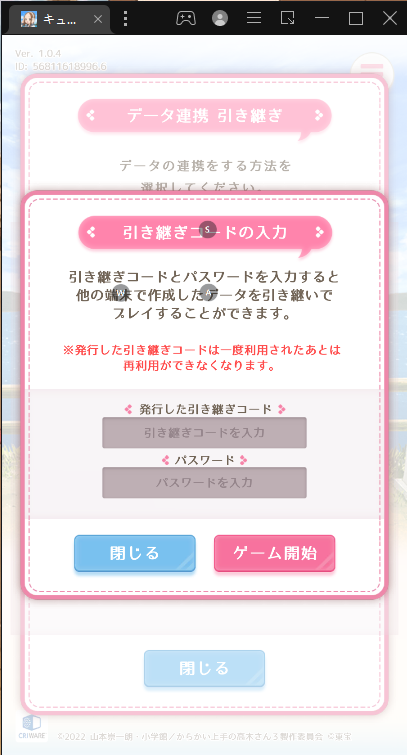 キュ...
Ver. 1.0.4
ID: 56811618996.6
データ連携 引き継ぎ
データの連携をする方法を
選択してください。
引き継ぎコードの入力
S
引き継ぎコードとパスワードを入力すると
W
A
他の端末で作成したデータを引き継いで
プレイすることができます。
※発行した引き継ぎコードは一度利用されたあとは
再利用ができなくなります。
発行した引き継ぎコード
引き継ぎコードを入力
パスワード
パスワードを入力
閉じる
ゲーム開始
閉じる
CRIWARE
©2022 山本崇一朗・小学館／からかい上手の高木さん3製作委員会 ©東宝